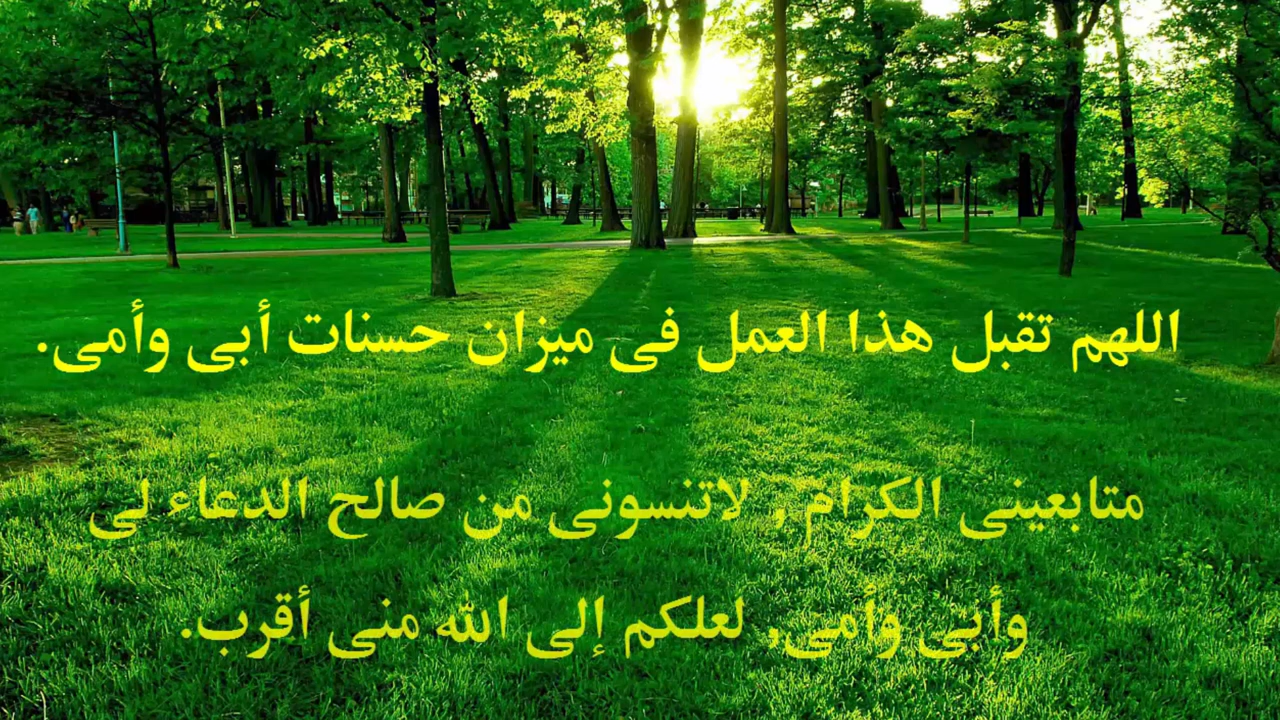 اللهم تقبل هذا العمل فى ميزان حسنات أبى وأمى.
متابعينى الكرام , لاتنسونى من صالح الدعاء لى
وأبى وأمى, لعلكم إلى الله منى أقرب.